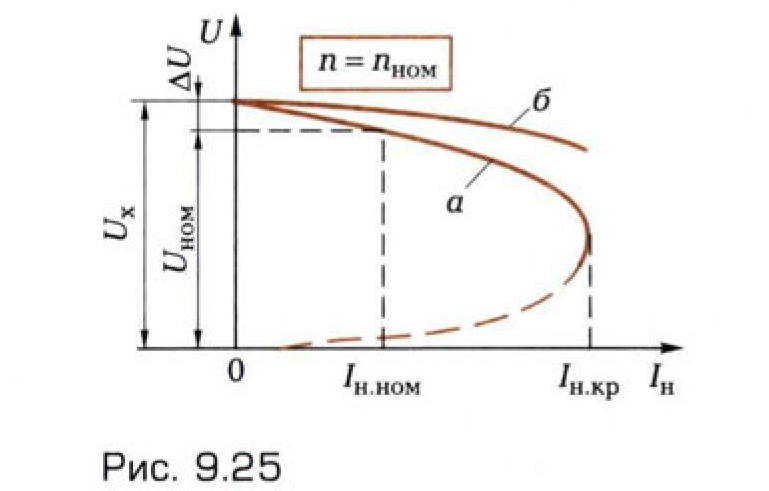 U
ΔU
n = nном
б
а
Uх
Uном
0
Iн.ном
Iн.кр
Iн
Рис. 9.25